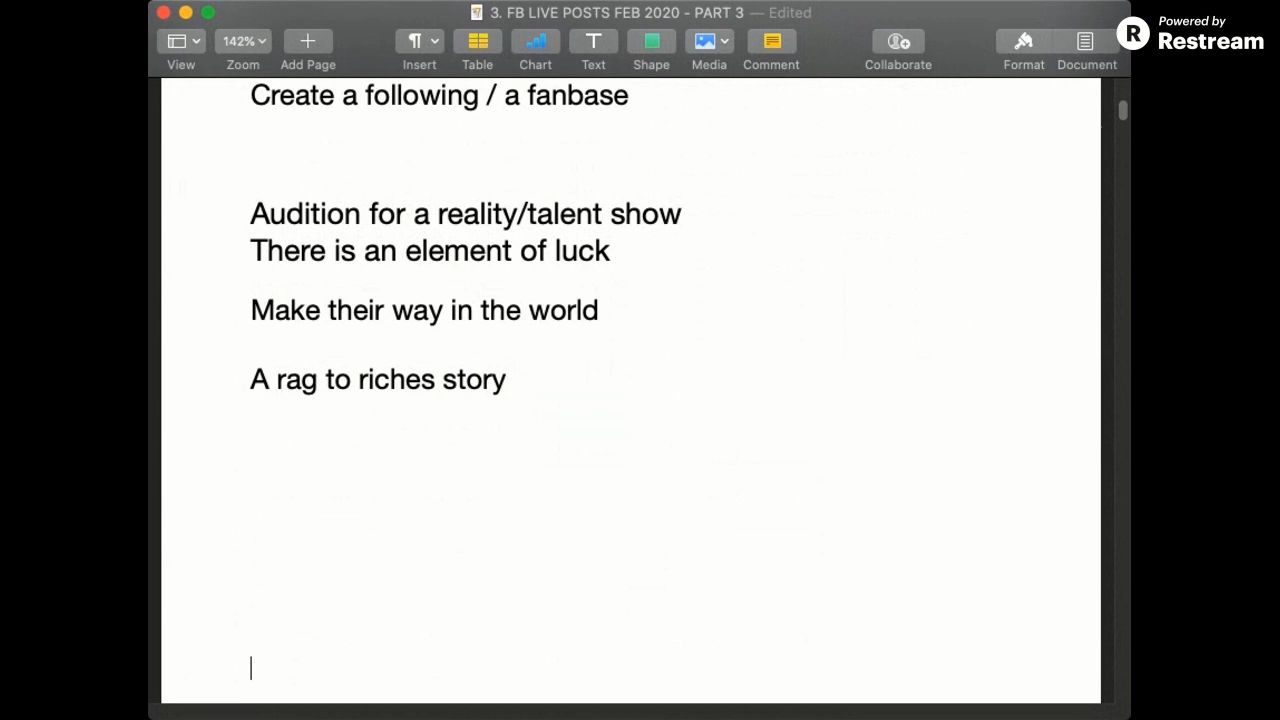 3. FB LIVE POSTS FEB 2020 - PART 3 — Edited
Powered by
R Restream
142%
View
Zoom
Add Page
Insert
Table
Chart
Text
Shape
Media
Comment
Collaborate
Format
Document
Create a following / a fanbase
Audition for a reality/talent show
There is an element of luck
Make their way in the world
A rag to riches story